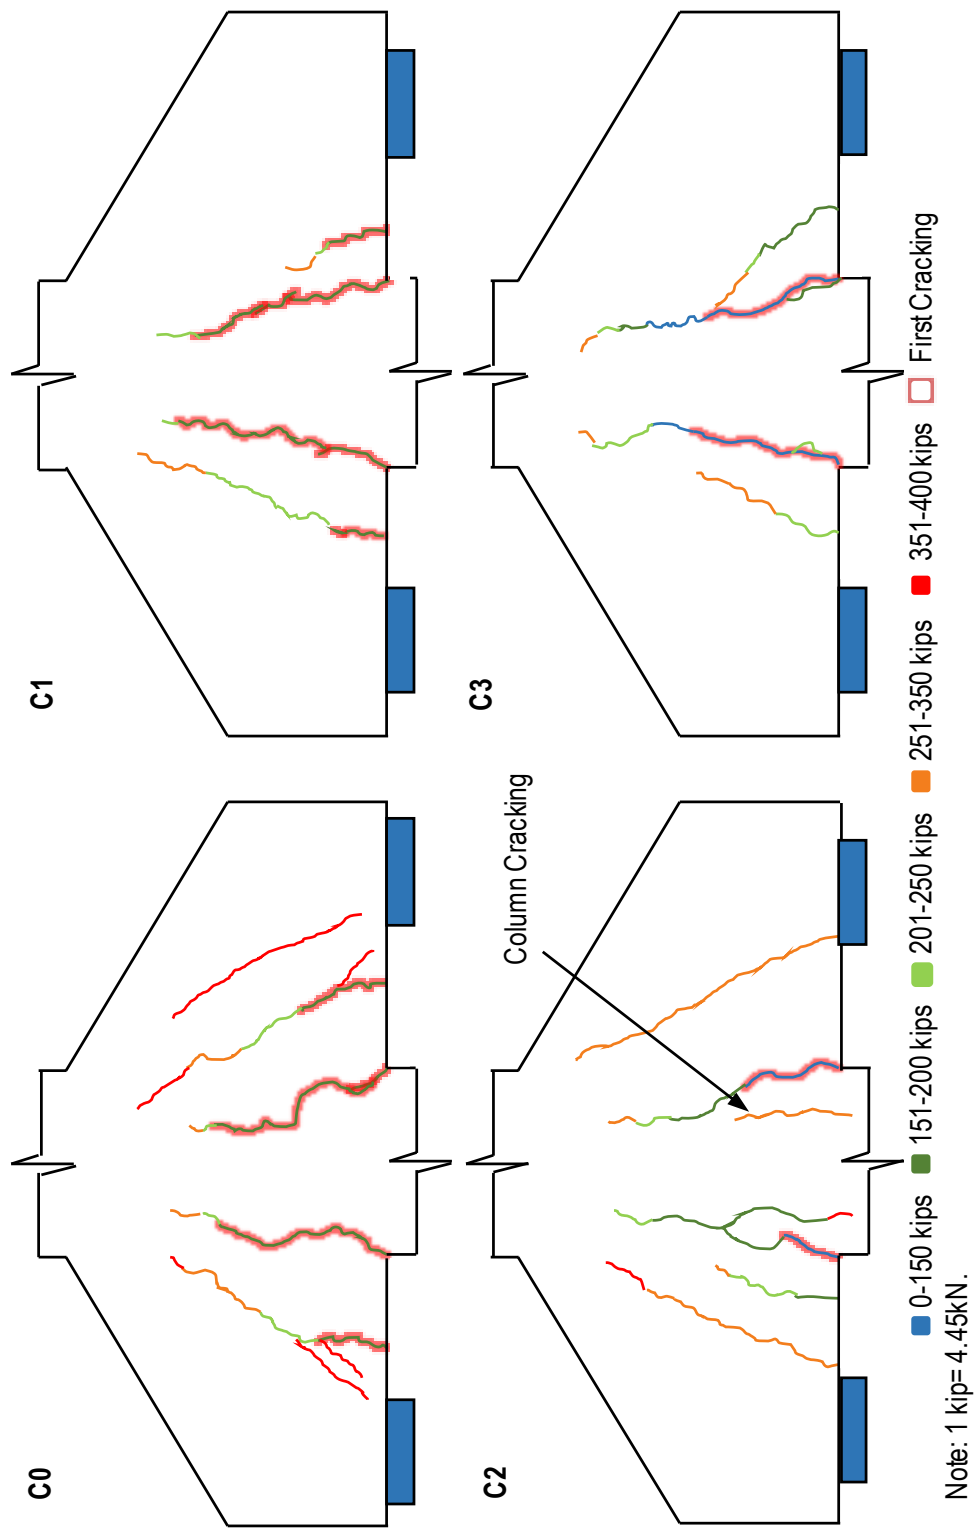 C0
C1
Column Cracking
C2
C3
0-150 kips
151-200 kips
201-250 kips
251-350 kips
351-400 kips
First Cracking
Note: 1 kip= 4.45kN.